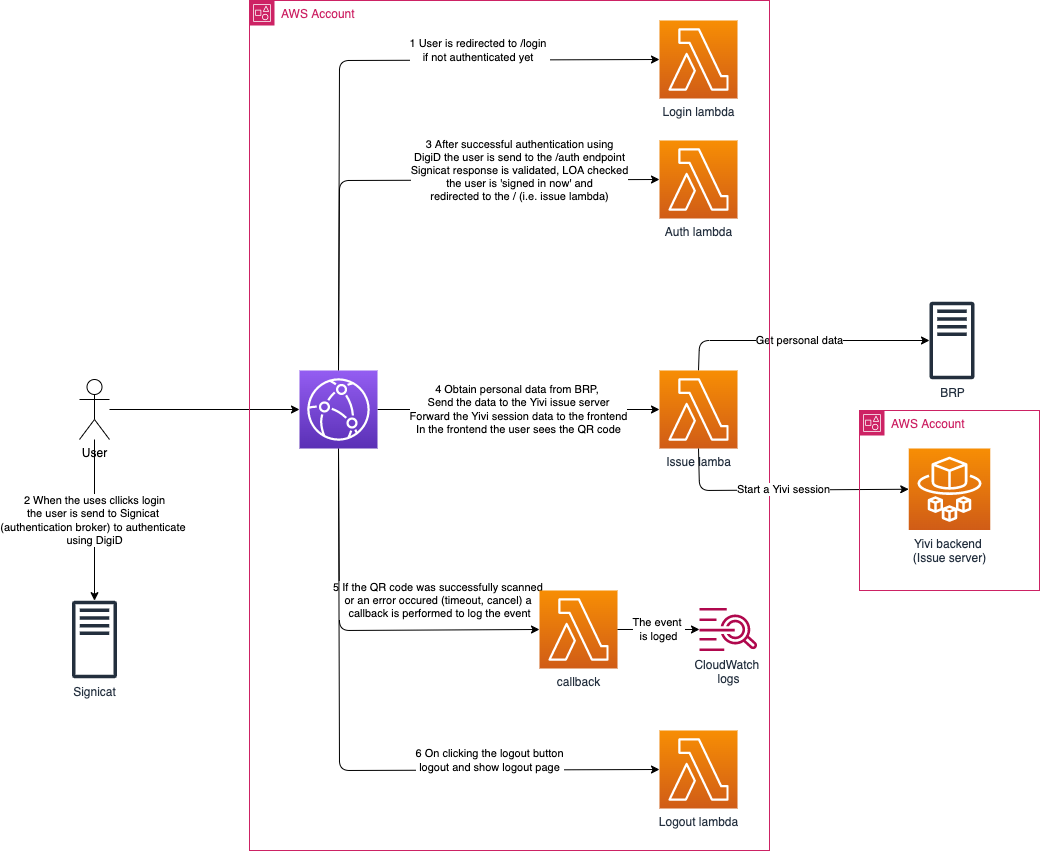 AWS Account
1 User is redirected to /login
if not authenticated yet
Login lambda
3 After successful authentication using
DigiD the user is send to the /auth endpoint
Signicat response is validated, LOA checked
the user is 'signed in now' and
redirected to the / (i.e. issue lambda)
Auth lambda
Get personal data
BRP
4 Obtain personal data from BRP,
Send the data to the Yivi issue server
Forward the Yivi session data to the frontend
In the frontend the user sees the QR code
Issue lamba
AWS Account
Start a Yivi session
Yivi backend
(Issue server)
User
2 When the uses cllicks login
the user is send to Signicat
(authentication broker) to authenticate
using DigiD
Signicat
5 If the QR code was successfully scanned
or an error occured (timeout, cancel) a
callback is performed to log the event
callback
The event
is loged
CloudWatch
logs
6 On clicking the logout button
logout and show logout page
Logout lambda